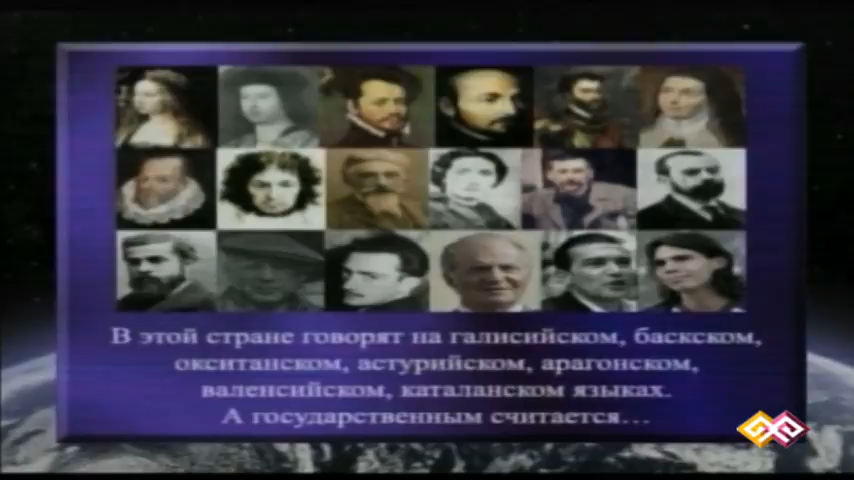 В этой стране говорят на галисийском, баскском,
окситанском, астурийском, арагонском,
валенсийском, каталанском языках.
А государственным считается…